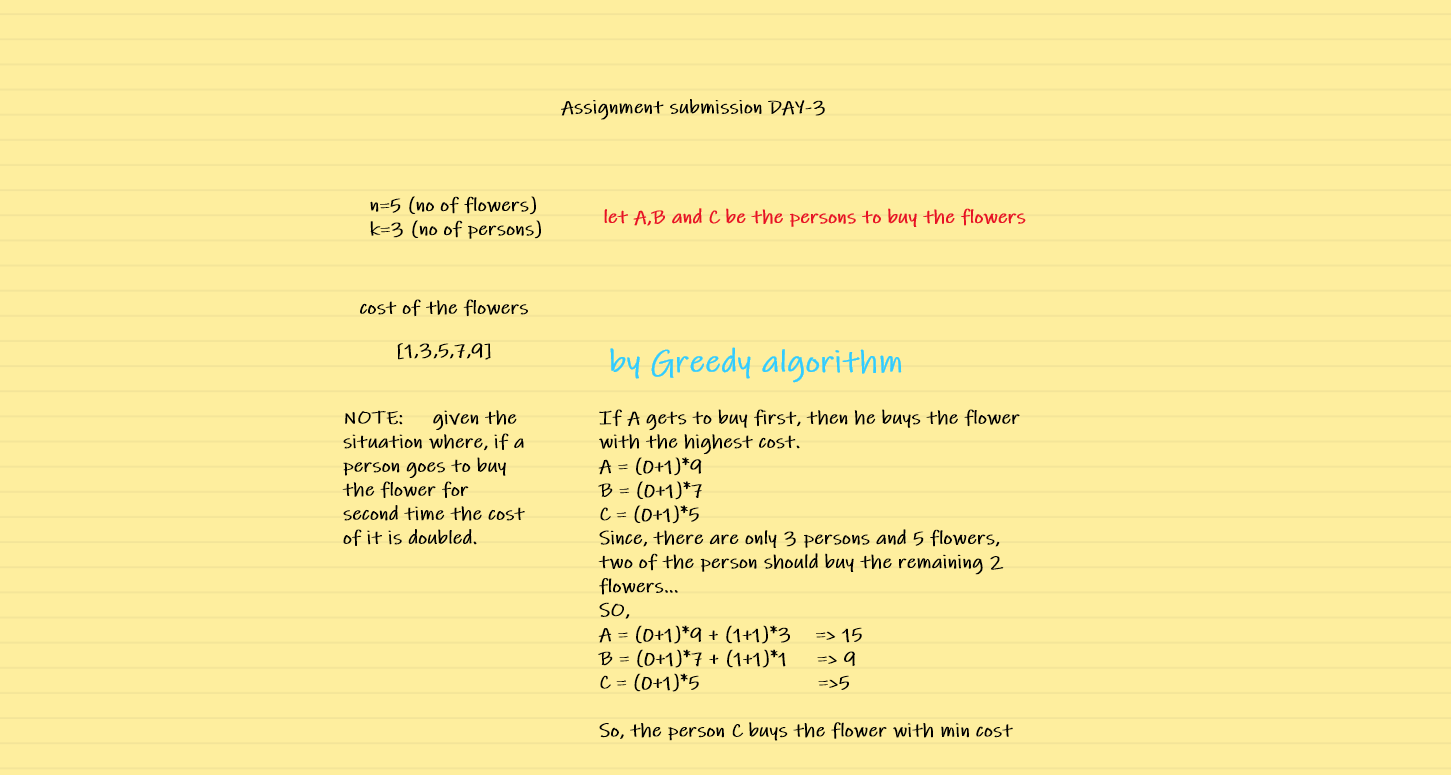 Assignment submission DAY-3
n=5 (no of flowers)
k=3 (no of persons)
let A,B and C be the persons to buy the flowers
cost of the flowers
[1,3,5,7,9]
by Greedy algorithm
NOTE: given the
situation where, if a
person goes to buy
the flower for
second time the cost
of it is doubled.
If A gets to buy first, then he buys the flower
with the highest cost.
A = (0+1)*9
B = (0+1)*7
C = (0+1)*5
Since, there are only 3 persons and 5 flowers,
two of the person should buy the remaining 2
flowers...
SO,
A = (0+1)*9 + (1+1)*3 => 15
B = (0+1)*7 + (1+1)*1 => 9
C = (0+1)*5 =>5
So, the person C buys the flower with min cost